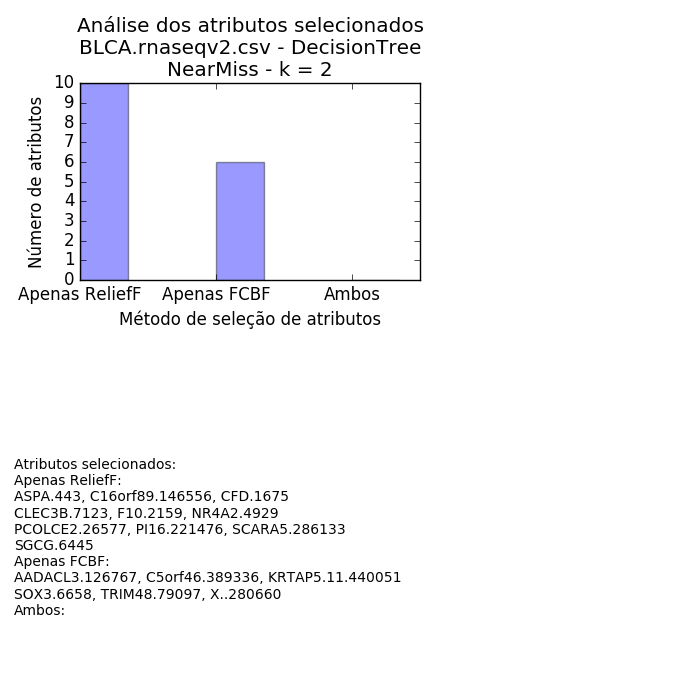 Análise dos atributos selecionados
BLCA.rnaseqv2.csv - DecisionTree
NearMiss - k = 2
10
9
8
7
6
5
4
3
2
1
0
Número de atributos
Apenas ReliefF Apenas FCBF Ambos
Método de seleção de atributos
Atributos selecionados:
Apenas ReliefF:
ASPA.443, C16orf89.146556, CFD.1675
CLEC3B.7123, F10.2159, NR4A2.4929
PCOLCE2.26577, PI16.221476, SCARA5.286133
SGCG.6445
Apenas FCBF:
AADACL3.126767, C5orf46.389336, KRTAP5.11.440051
SOX3.6658, TRIM48.79097, X..280660
Ambos: